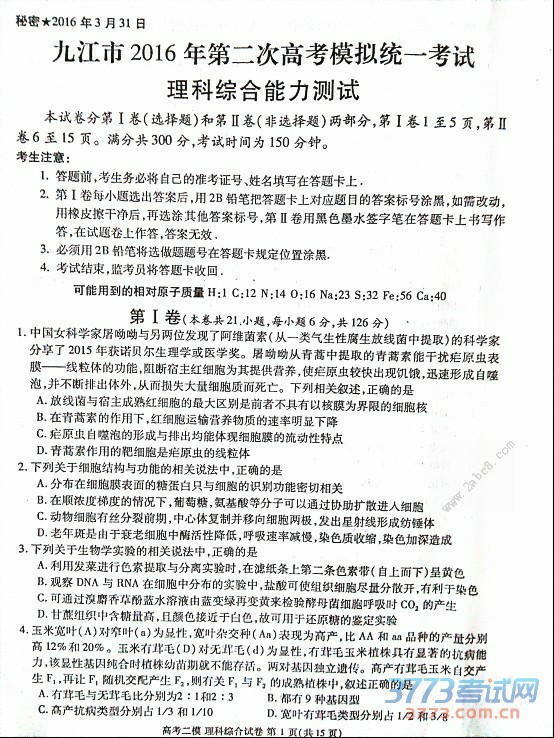 秘密★2016年3月31日
九江市2016年第二次高考模拟统一考试
理科综合能力测试
本试卷分第Ⅰ卷(选择题)和第Ⅱ卷(非选择题)两部分,第Ⅰ卷1至5页,第Ⅱ
卷6至15页。满分共300分,考试时间为150分钟。
考生注意:
1. 答题前,考生务必将自己的准考证号、姓名填写在答题卡上.
2. 第Ⅰ卷每小题选出答案后,用2B铅笔把答题卡上对应题目的答案标号涂黑,如需改动,
用橡皮擦干净后,再选涂其他答案标号,第Ⅱ卷用黑色墨水签字笔在答题卡上书写作
答,在试题卷上作答,答案无效.
3. 必须用2B铅笔将选做题题号在答题卡规定位置涂黑.
4. 考试结束,监考员将答题卡收回.
可能用到的相对原子质量 H:1 C:12 N:14 O:16 Na:23 S:32 Fe:56 Ca:40
第Ⅰ卷(本卷共21小题,每小题6分,共126分)
1. 中国女科学家屠呦呦与另两位发现了阿维菌素(从一类气生性腐生放线菌中提取)的科学家
分享了2015年获诺贝尔生理学或医学奖。屠呦呦从青蒿中提取的青蒿素能干扰疟原虫表
膜——线粒体的功能,阻断宿主红细胞为其提供营养,使疟原虫较快出现饥饿,迅速形成自噬
泡,并不断排出体外,从而损失大量细胞质而死亡。下列相关叙述,正确的是
A. 放线菌与宿主成熟红细胞的最大区别是前者不具有以核膜为界限的细胞核
B. 在青蒿素的作用下,红细胞运输营养物质的速率明显下降
C. 疟原虫自噬泡的形成与排出均能体现细胞膜的流动性特点
D. 青蒿素作用的靶细胞是疟原虫的线粒体
2. 下列关于细胞结构与功能的相关说法中,正确的是
A. 分布在细胞膜表面的糖蛋白只与细胞的识别功能密切相关
B. 在顺浓度梯度的情况下,葡萄糖,氨基酸等分子可以通过协助扩散进入细胞
C. 动物细胞有丝分裂前期,中心体复制并移向细胞两极,发出星射线形成纺锤体
D. 老年斑是由于衰老细胞中酶活性降低,呼吸速率减慢,染色质收缩,染色加深造成
3. 下列关于生物学实验的相关说法中,正确的是
A. 利用发菜进行色素提取与分离实验时,在滤纸条上第二条色素带(自上而下)呈黄色
B. 观察DNA与RNA在细胞中分布的实验中,盐酸可使组织细胞尽量分散开,有利于染色
C. 可通过溴麝香草酚蓝水溶液由蓝变绿再变黄来检验酵母菌细胞呼吸时CO₂的产生
D. 甘蔗组织中含糖量高,且颜色接近于白色,故可用于还原糖的鉴定实验
4. 玉米宽叶(A)对窄叶(a)为显性,宽叶杂交种(Aa)表现为高产,比AA和aa品种的产量分别
高12%和20%。玉米有茸毛(D)对无茸毛(d)为显性,有茸毛玉米植株具有显著的抗病能
力,该显性基因纯合时植株幼苗期就不能存活。两对基因独立遗传。高产有茸毛玉米自交产
生F₁,再让F₁随机交配产生F₂,则有关F₁与F₂的成熟植株中,叙述正确的是
A. 有茸毛与无茸毛比分别为2:1和2:3 B. 都有9种基因型
C. 高产抗病类型分别占1/3和1/10 D. 宽叶有茸毛类型分别占1/2和3/8
高考二模 理科综合试卷 第1页(共15页)
www.2abc8.com
3773考试网
3773.com